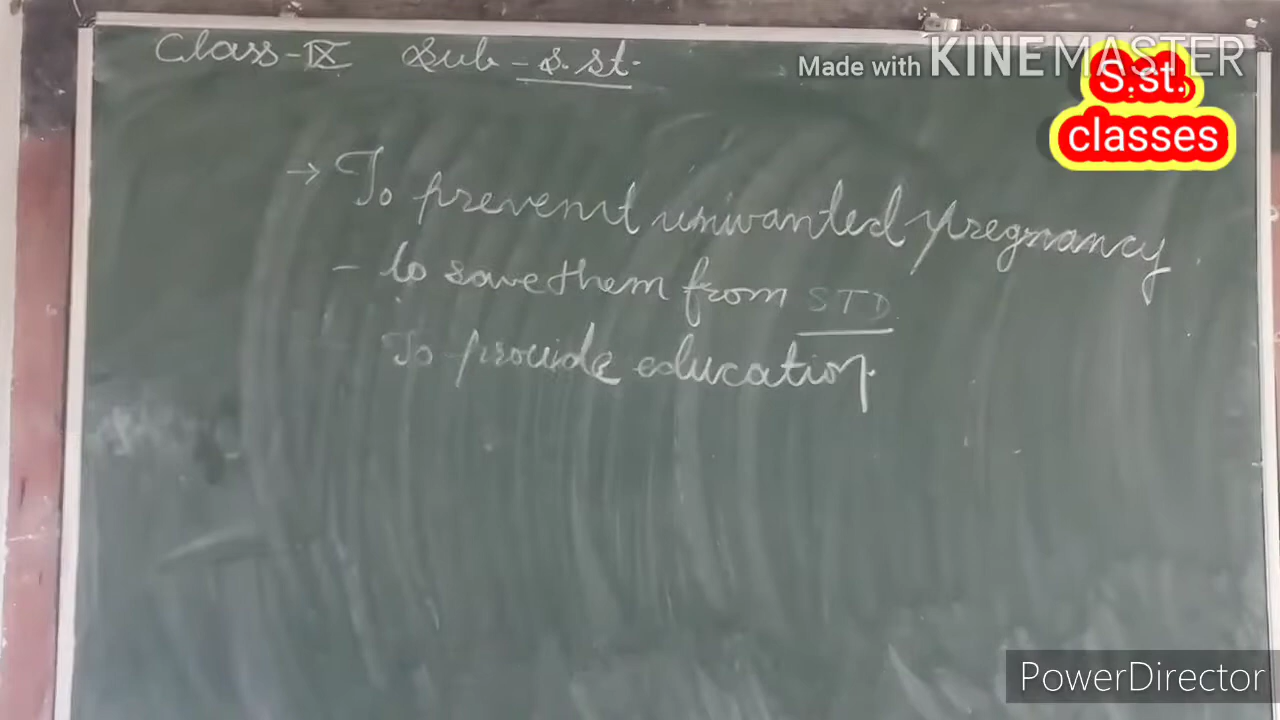 Class-IX Sub-S.St.
Made with KINEMASTER
S.st.
classes
→ To prevent unwanted pregnancy
- to save them from STD
To provide education.
PowerDirector